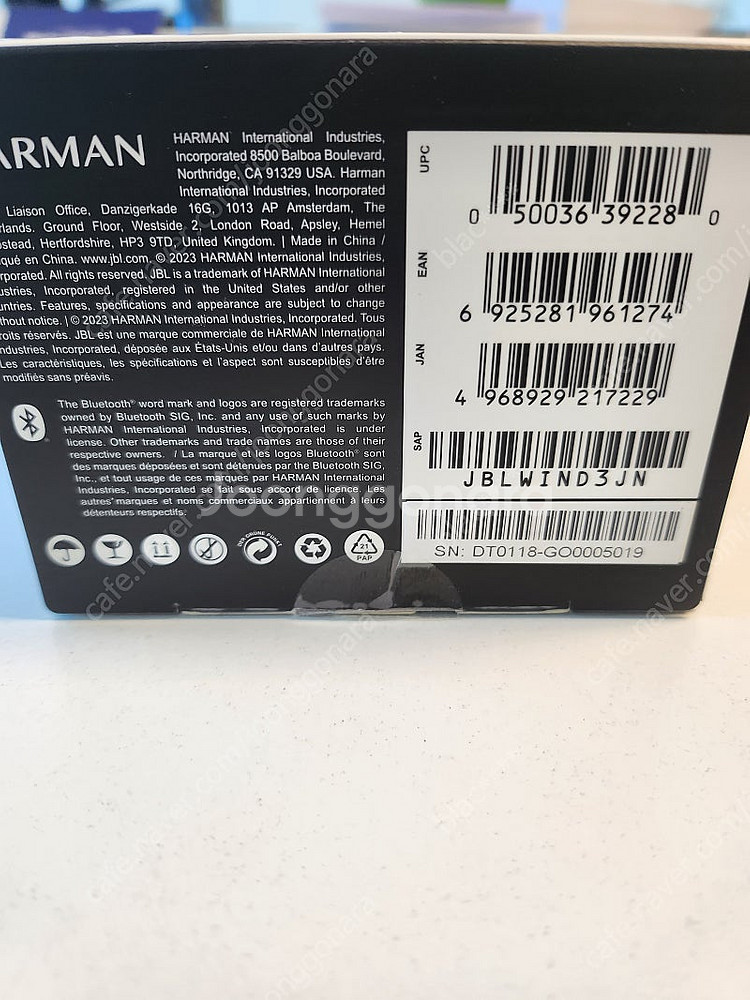 ARMAN
HARMAN International Industries,
Incorporated 8500 Balboa Boulevard,
Northridge, CA 91329 USA. Harman
International Industries, Incorporated
Liaison Office, Danzigerkade 16G, 1013 AP Amsterdam, The
rlands. Ground Floor, Westside 2, London Road, Apsley, Hemel
pstead, Hertfordshire, HP3 9TD, United Kingdom. | Made in China /
qué en China. www.jbl.com. © 2023 HARMAN International Industries,
rporated. All rights reserved. JBL is a trademark of HARMAN International
ustries, Incorporated, registered in the United States and/or other
untries. Features, specifications and appearance are subject to change
thout notice. | © 2023 HARMAN International Industries, Incorporated. Tous
roits réservés. JBL est une marque commerciale de HARMAN International
ndustries, Incorporated, déposée aux États-Unis et/ou dans d'autres pays.
Les caractéristiques, les spécifications et l'aspect sont susceptibles d'être
modifiés sans préavis.
The Bluetooth® word mark and logos are registered trademarks
owned by Bluetooth SIG, Inc. and any use of such marks by
HARMAN International Industries, Incorporated is under
license. Other trademarks and trade names are those of their
respective owners. / La marque et les logos Bluetooth® sont
des marques déposées et sont détenues par the Bluetooth SIG,
Inc., et tout usage de ces marques par HARMAN International
Industries, Incorporated se fait sous accord de licence. Les
autres marques et noms commerciaux appartiennent à leurs
détenteurs respectifs.
DER GRÜNE PUNKT
21
PAP
UPC
0 50036 39228 0
EAN
6 925281 961274
JAN
4 968929 217229
SAP
JBLWIND3JN
SN: DT0118-GO0005019
Joonggonara
cafe.naver.com/joonggonara